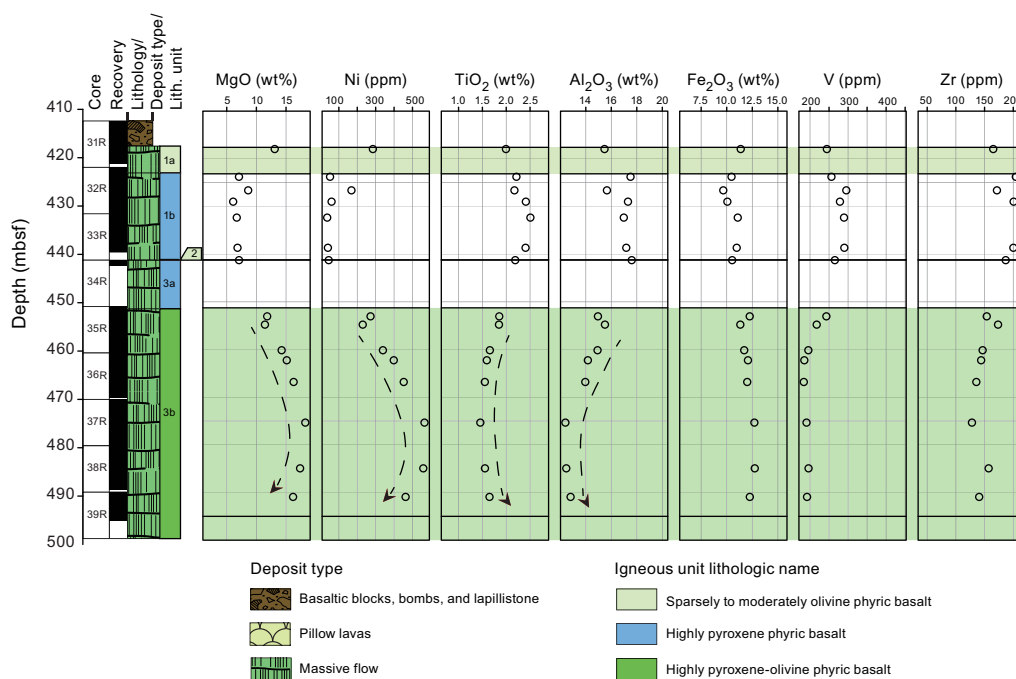 Core
Recovery
Lithology/
Deposit type/
Lith. unit
MgO (wt%)
Ni (ppm)
TiO2 (wt%)
Al2O3 (wt%)
Fe2O3 (wt%)
V (ppm)
Zr (ppm)
5 10 15
100 300 500
1.0 1.5 2.0 2.5
14 16 18 20
7.5 10.0 12.5 15.0
200 300 400
50 100 150 200
Depth (mbsf)
410
420
430
440
450
460
470
480
490
500
31R
32R
33R
34R
35R
36R
37R
38R
39R
1a
1b
2
3a
3b
Deposit type
Basaltic blocks, bombs, and lapillistone
Pillow lavas
Massive flow
Igneous unit lithologic name
Sparsely to moderately olivine phyric basalt
Highly pyroxene phyric basalt
Highly pyroxene-olivine phyric basalt